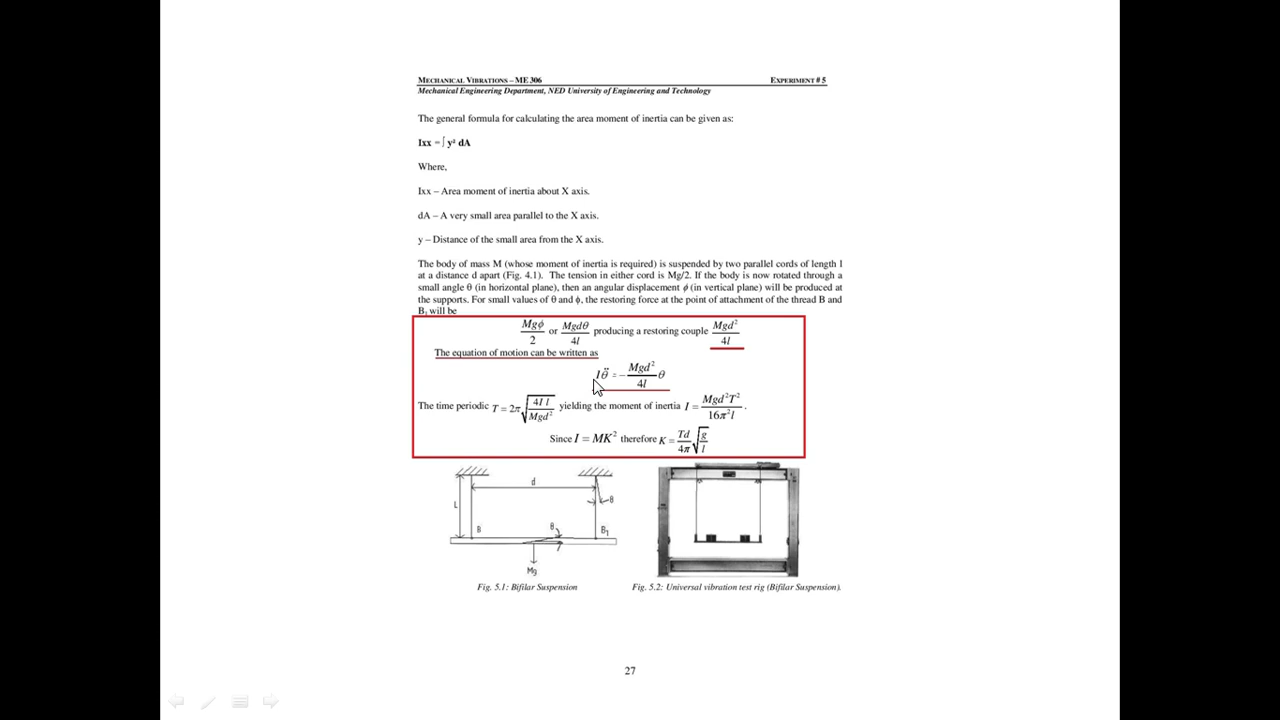 MECHANICAL VIBRATIONS – ME 306 EXPERIMENT # 5
Mechanical Engineering Department, NED University of Engineering and Technology
The general formula for calculating the area moment of inertia can be given as:
Ixx = ∫ y² dA
Where,
Ixx – Area moment of inertia about X axis.
dA – A very small area parallel to the X axis.
y – Distance of the small area from the X axis.
The body of mass M (whose moment of inertia is required) is suspended by two parallel cords of length l
at a distance d apart (Fig. 4.1). The tension in either cord is Mg/2. If the body is now rotated through a
small angle θ (in horizontal plane), then an angular displacement ϕ (in vertical plane) will be produced at
the supports. For small values of θ and ϕ, the restoring force at the point of attachment of the thread B and
B₁ will be
Mgϕ/2 or Mgdθ/4l producing a restoring couple Mgd²/4l
The equation of motion can be written as
Iθ̈ = −Mgd²/4l θ
The time periodic T = 2π√(4I l/Mgd²) yielding the moment of inertia I = Mgd²T²/16π²l .
Since I = MK² therefore K = Td/4π √(g/l)
d
L
θ
B
θ
B₁
Mg
Fig. 5.1: Bifilar Suspension
Fig. 5.2: Universal vibration test rig (Bifilar Suspension).
27